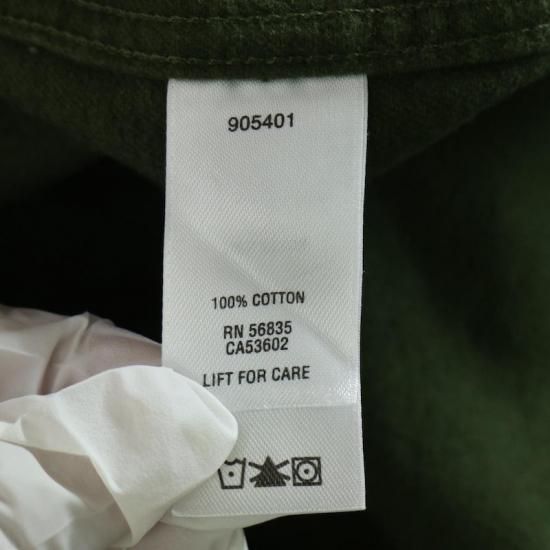 905401
100% COTTON
RN 56835
CA53602
LIFT FOR CARE